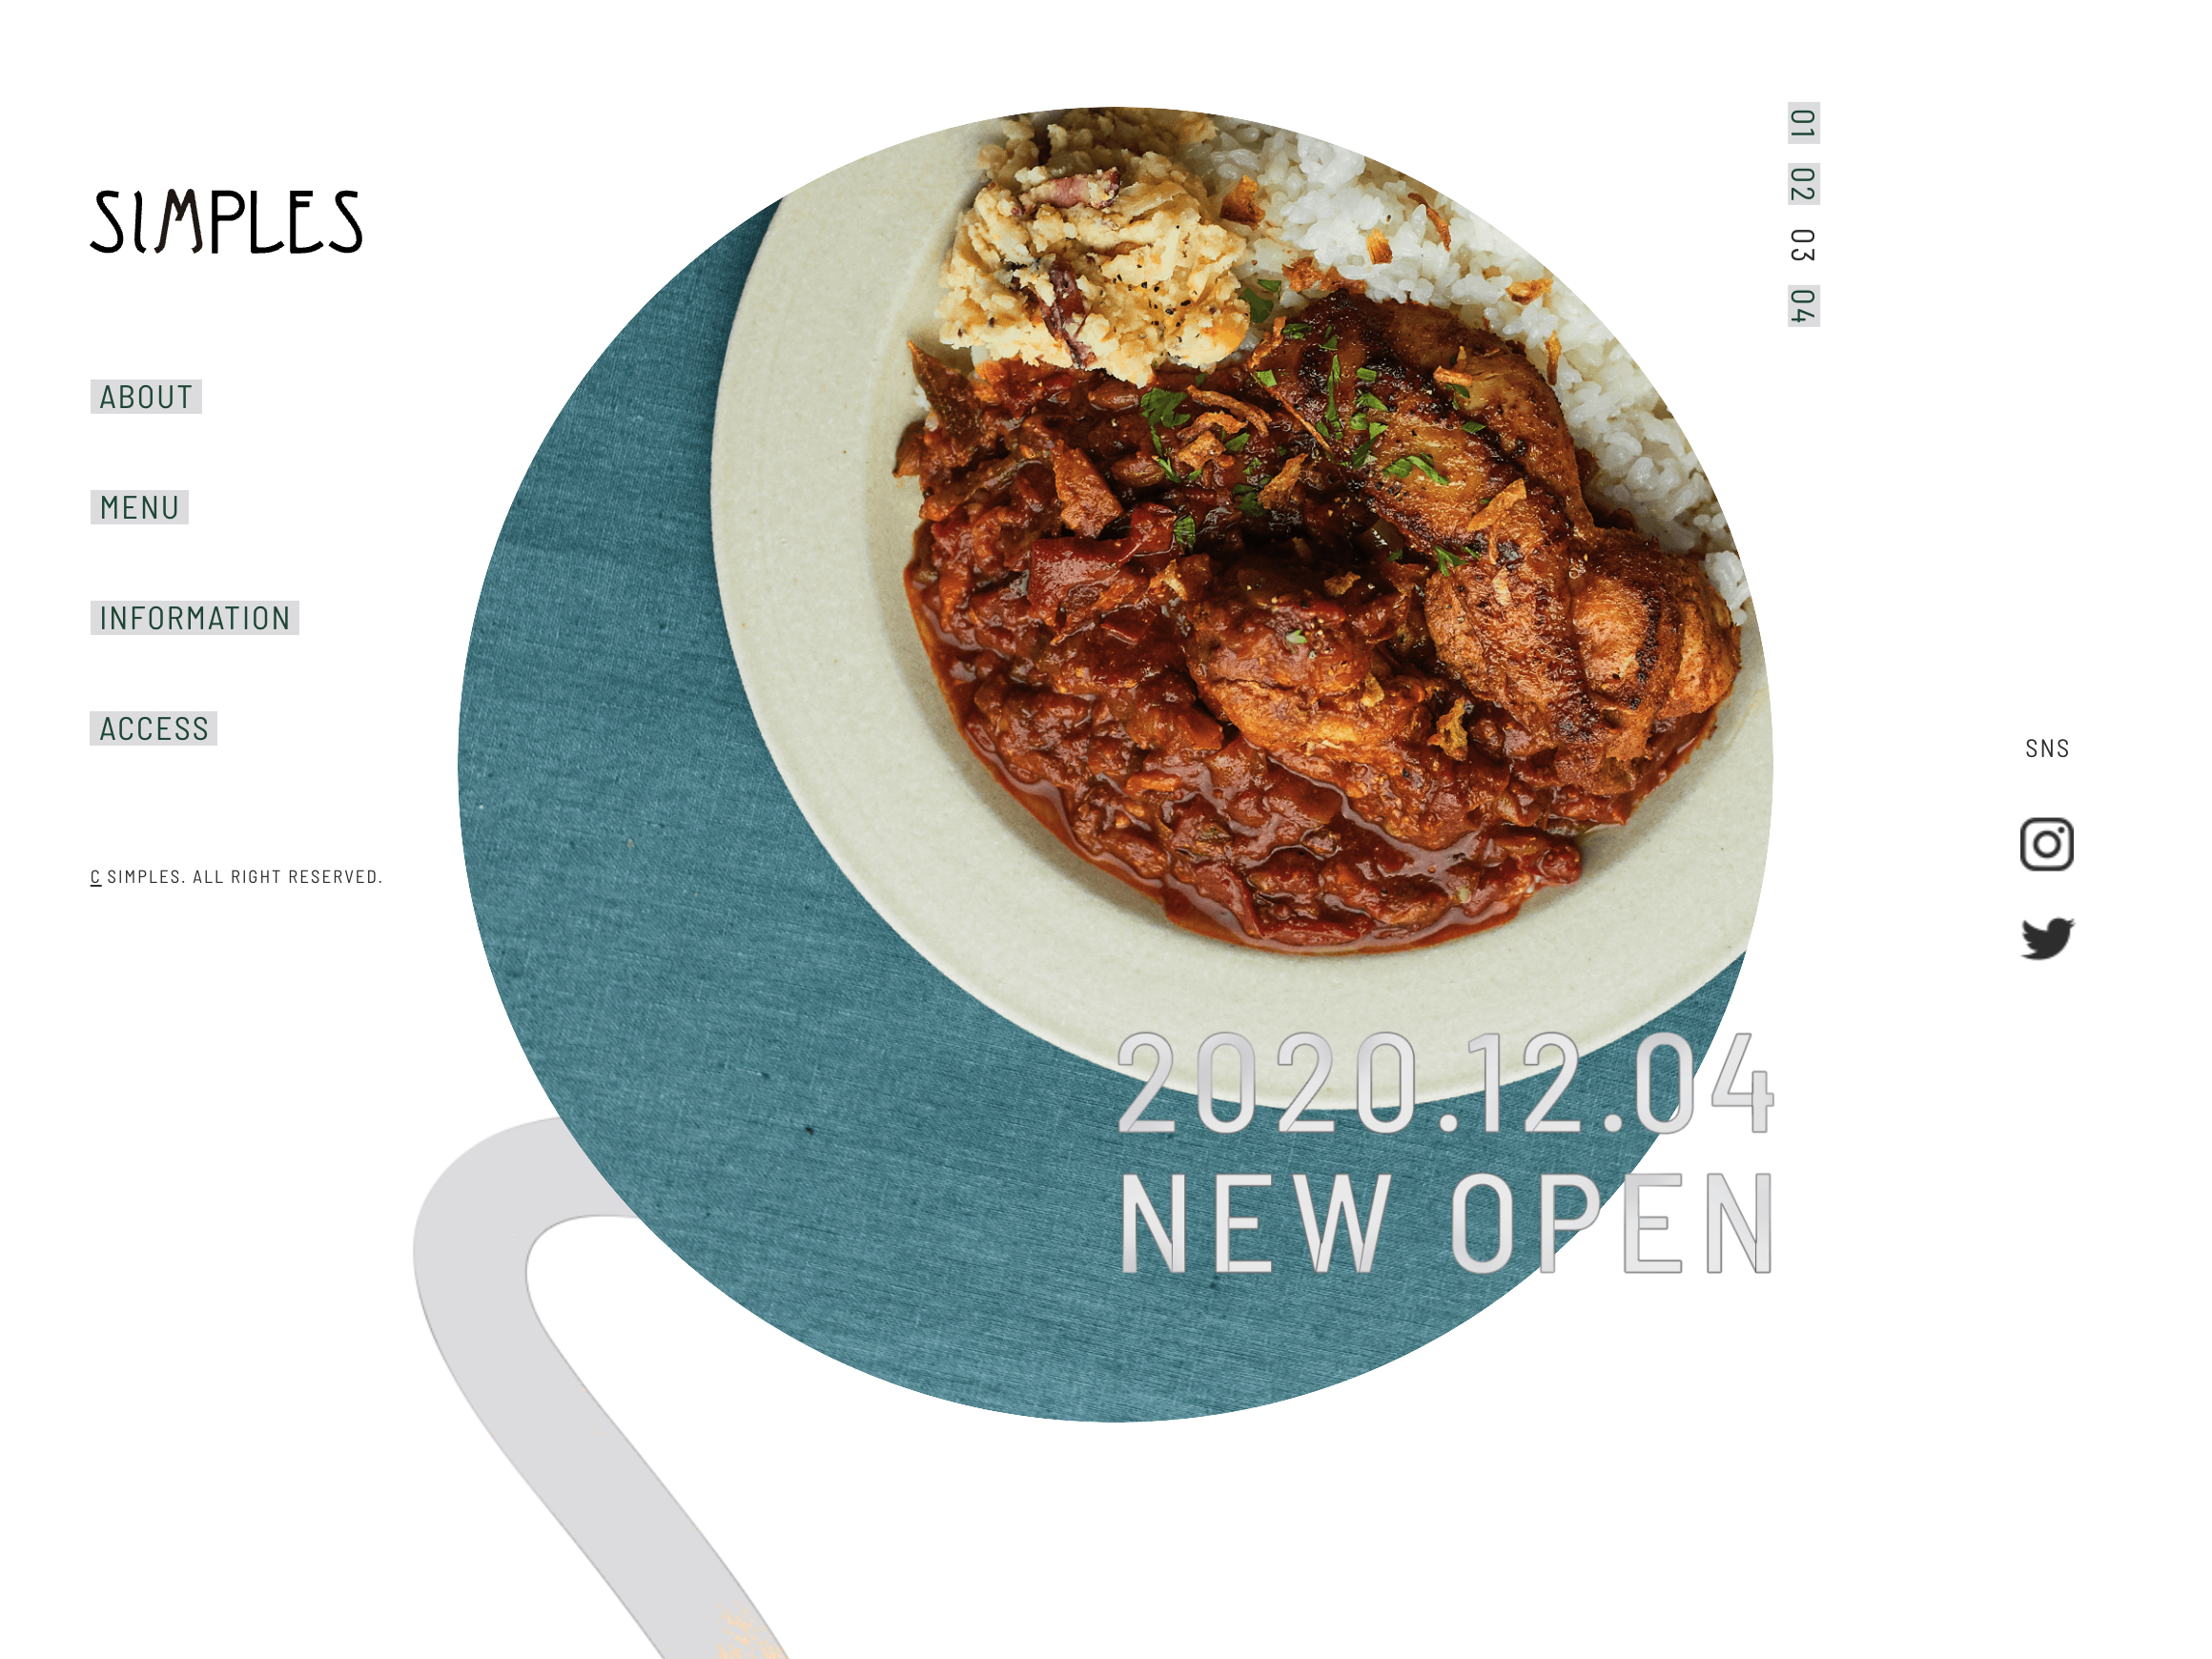 SIMPLES
ABOUT
MENU
INFORMATION
ACCESS
C SIMPLES. ALL RIGHT RESERVED.
01
02
03
04
SNS
2020.12.04
NEW OPEN